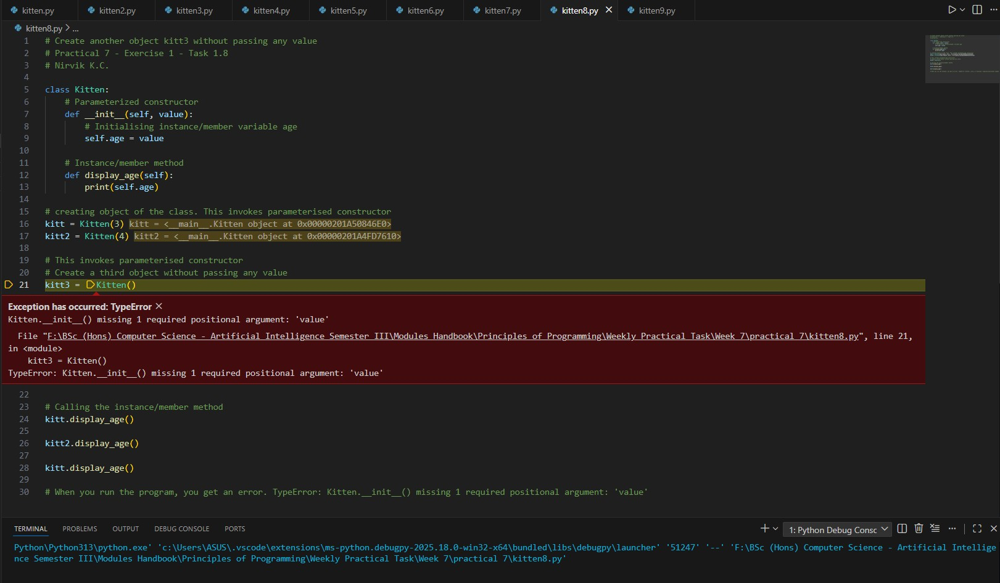 kitten.py kitten2.py kitten3.py kitten4.py kitten5.py kitten6.py kitten7.py kitten8.py kitten9.py
kitten8.py > ...
1 # Create another object kitt3 without passing any value
2 # Practical 7 - Exercise 1 - Task 1.8
3 # Nirvik K.C.
4
5 class Kitten:
6 # Parameterized constructor
7 def __init__(self, value):
8 # Initialising instance/member variable age
9 self.age = value
10
11 # Instance/member method
12 def display_age(self):
13 print(self.age)
14
15 # creating object of the class. This invokes parameterised constructor
16 kitt = Kitten(3) kitt = <__main__.Kitten object at 0x00000201A50846E0>
17 kitt2 = Kitten(4) kitt2 = <__main__.Kitten object at 0x00000201A4FD7610>
18
19 # This invokes parameterised constructor
20 # Create a third object without passing any value
21 kitt3 = Kitten()
Exception has occurred: TypeError
Kitten.__init__() missing 1 required positional argument: 'value'
File "F:\BSc (Hons) Computer Science - Artificial Intelligence Semester III\Modules Handbook\Principles of Programming\Weekly Practical Task\Week 7\practical 7\kitten8.py", line 21,
in <module>
kitt3 = Kitten()
TypeError: Kitten.__init__() missing 1 required positional argument: 'value'
22
23 # Calling the instance/member method
24 kitt.display_age()
25
26 kitt2.display_age()
27
28 kitt.display_age()
29
30 # When you run the program, you get an error. TypeError: Kitten.__init__() missing 1 required positional argument: 'value'
TERMINAL PROBLEMS OUTPUT DEBUG CONSOLE PORTS 1: Python Debug Consc
Python\Python313\python.exe' 'c:\Users\ASUS\.vscode\extensions\ms-python.debugpy-2025.18.0-win32-x64\bundled\libs\debugpy\launcher' '51247' '--' 'F:\BSc (Hons) Computer Science - Artificial Intellige
nce Semester III\Modules Handbook\Principles of Programming\Weekly Practical Task\Week 7\practical 7\kitten8.py'